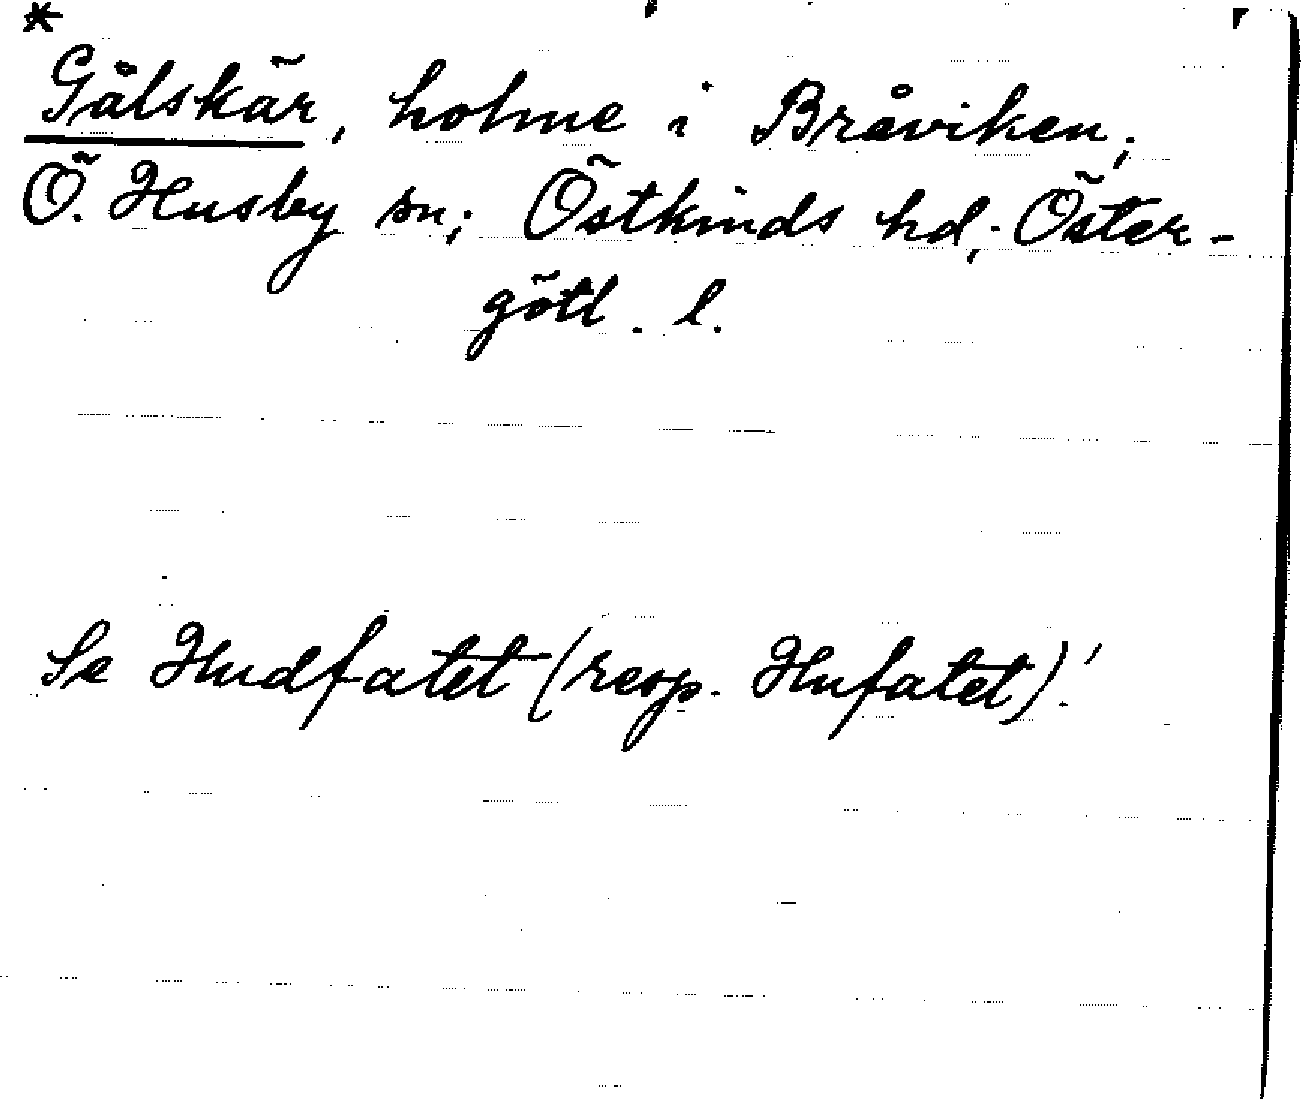 *
Gålskär, holme i Bråviken,
Ö. Husby sn; Östkinds hd; Öster-
götl. l.
Se Hudfatet (resp. Hufatet)!